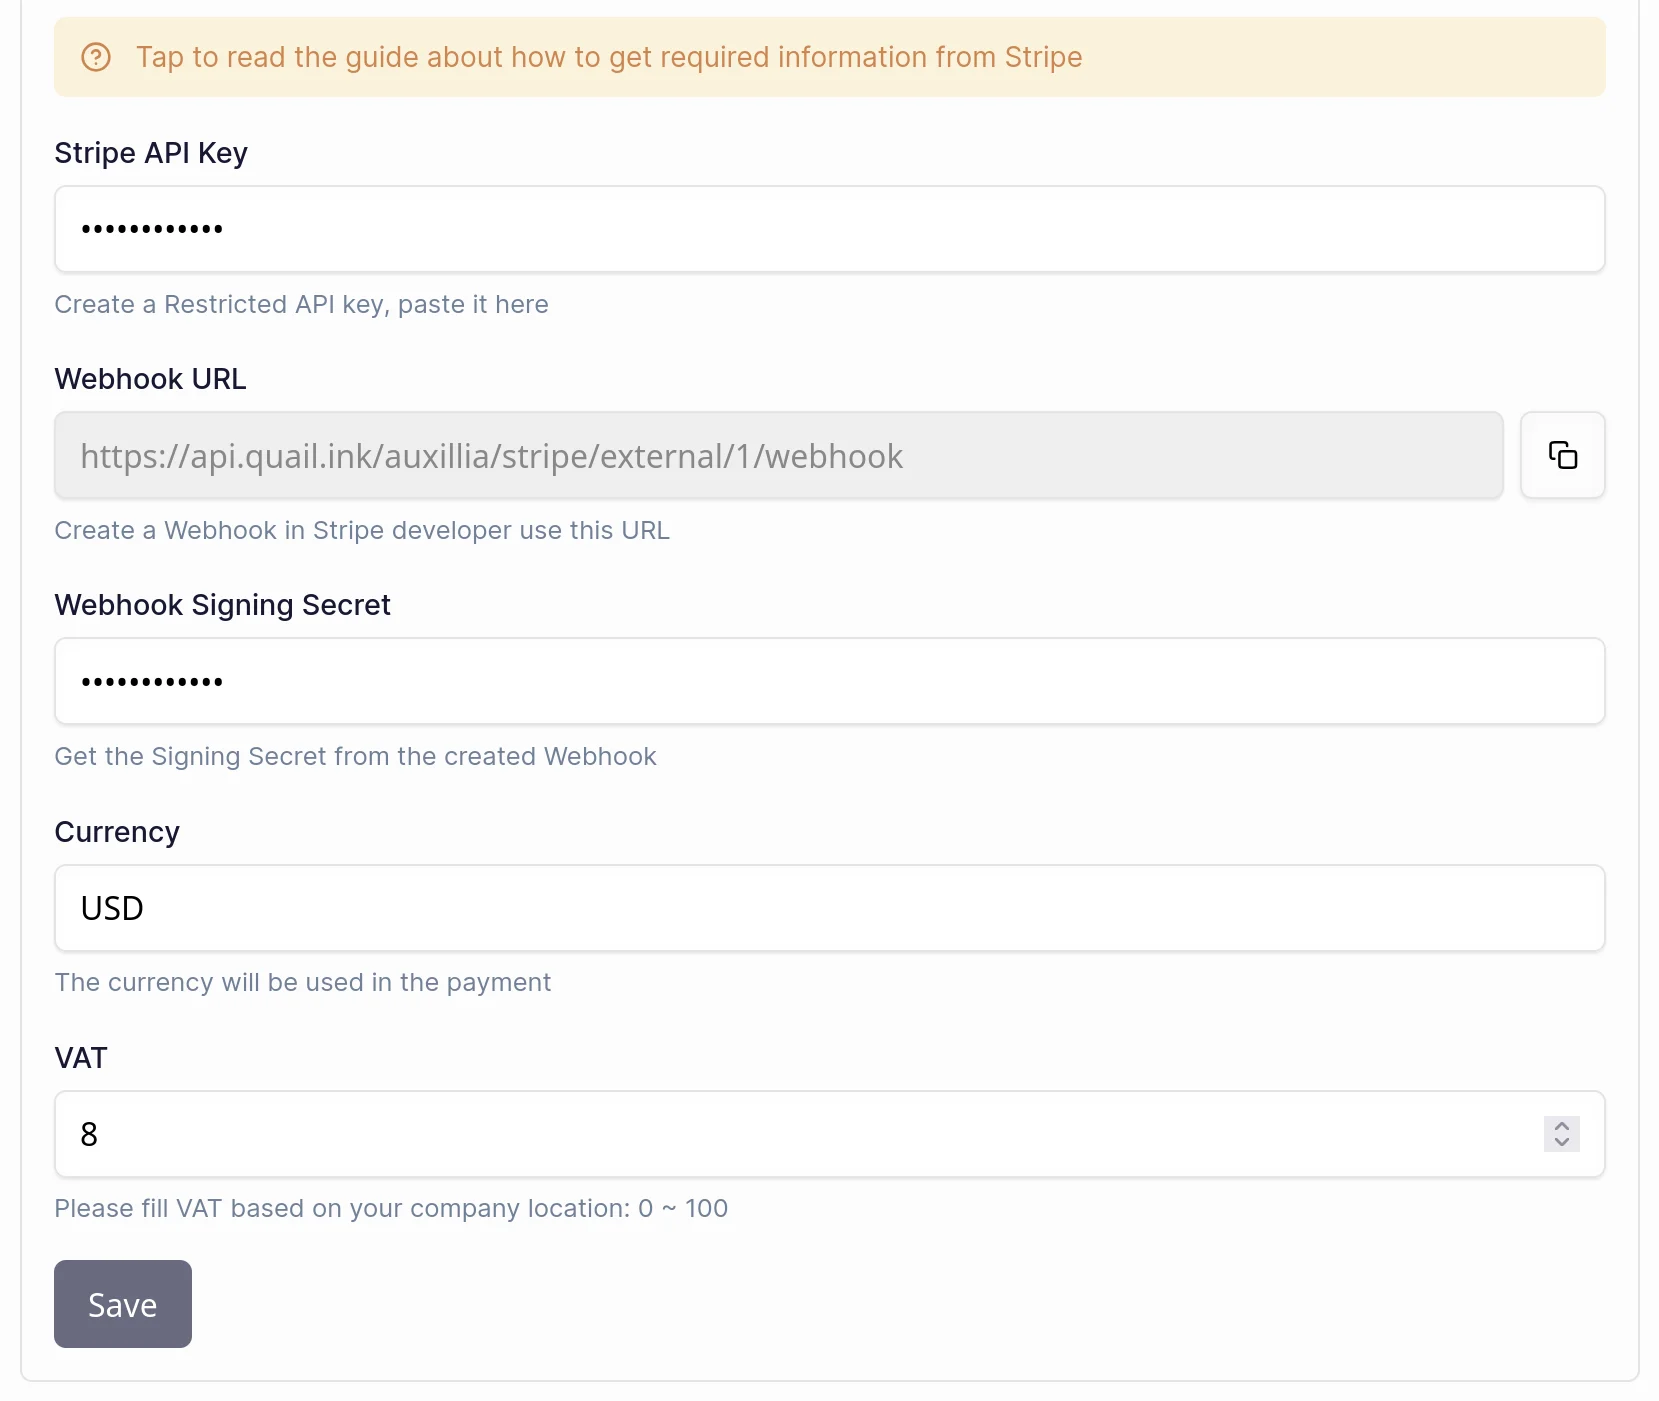 Tap to read the guide about how to get required information from Stripe
Stripe API Key
••••••••••••
Create a Restricted API key, paste it here
Webhook URL
https://api.quail.ink/auxillia/stripe/external/1/webhook
Create a Webhook in Stripe developer use this URL
Webhook Signing Secret
••••••••••••
Get the Signing Secret from the created Webhook
Currency
USD
The currency will be used in the payment
VAT
8
Please fill VAT based on your company location: 0 ~ 100
Save